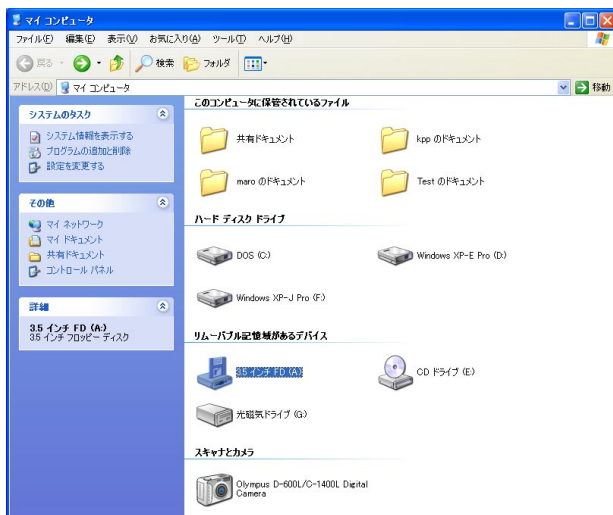 マイ コンピュータ
ファイル(F) 編集(E) 表示(V) お気に入り(A) ツール(T) ヘルプ(H)
戻る 検索 フォルダ
アドレス(D) マイ コンピュータ 移動
システムのタスク
システム情報を表示する
プログラムの追加と削除
設定を変更する
その他
マイ ネットワーク
マイ ドキュメント
共有ドキュメント
コントロール パネル
詳細
3.5 インチ FD (A:)
3.5 インチ フロッピー ディスク
このコンピュータに保管されているファイル
共有ドキュメント
kpp のドキュメント
maro のドキュメント
Test のドキュメント
ハード ディスク ドライブ
DOS (C:)
Windows XP-E Pro (D:)
Windows XP-J Pro (F:)
リムーバブル記憶域があるデバイス
3.5 インチ FD (A:)
CD ドライブ (E:)
光磁気ドライブ (G:)
スキャナとカメラ
Olympus D-600L/C-1400L Digital
Camera